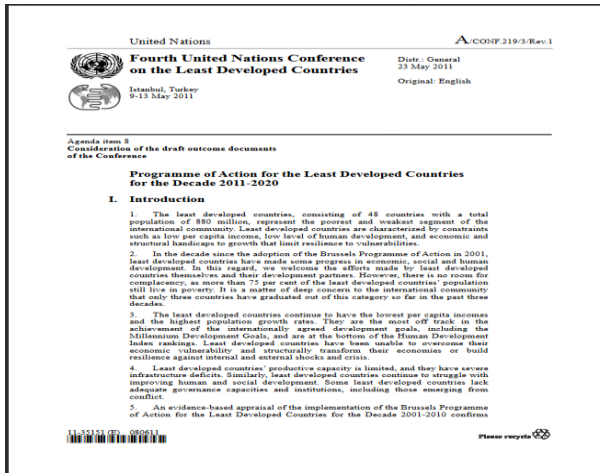 United Nations
A/CONF.219/3/Rev.1
Fourth United Nations Conference
on the Least Developed Countries
Istanbul, Turkey
9-13 May 2011
Distr.: General
23 May 2011
Original: English
Agenda item 8
Consideration of the draft outcome documents
of the Conference
Programme of Action for the Least Developed Countries
for the Decade 2011-2020
I. Introduction
1. The least developed countries, consisting of 48 countries with a total
population of 880 million, represent the poorest and weakest segment of the
international community. Least developed countries are characterized by constraints
such as low per capita income, low level of human development, and economic and
structural handicaps to growth that limit resilience to vulnerabilities.
2. In the decade since the adoption of the Brussels Programme of Action in 2001,
least developed countries have made some progress in economic, social and human
development. In this regard, we welcome the efforts made by least developed
countries themselves and their development partners. However, there is no room for
complacency, as more than 75 per cent of the least developed countries' population
still live in poverty. It is a matter of deep concern to the international community
that only three countries have graduated out of this category so far in the past three
decades.
3. The least developed countries continue to have the lowest per capita incomes
and the highest population growth rates. They are the most off track in the
achievement of the internationally agreed development goals, including the
Millennium Development Goals, and are at the bottom of the Human Development
Index rankings. Least developed countries have been unable to overcome their
economic vulnerability and structurally transform their economies or build
resilience against internal and external shocks and crisis.
4. Least developed countries' productive capacity is limited, and they have severe
infrastructure deficits. Similarly, least developed countries continue to struggle with
improving human and social development. Some least developed countries lack
adequate governance capacities and institutions, including those emerging from
conflict.
5. An evidence-based appraisal of the implementation of the Brussels Programme
of Action for the Least Developed Countries for the Decade 2001-2010 confirms
11-35151 (E) 080611
Please recycle